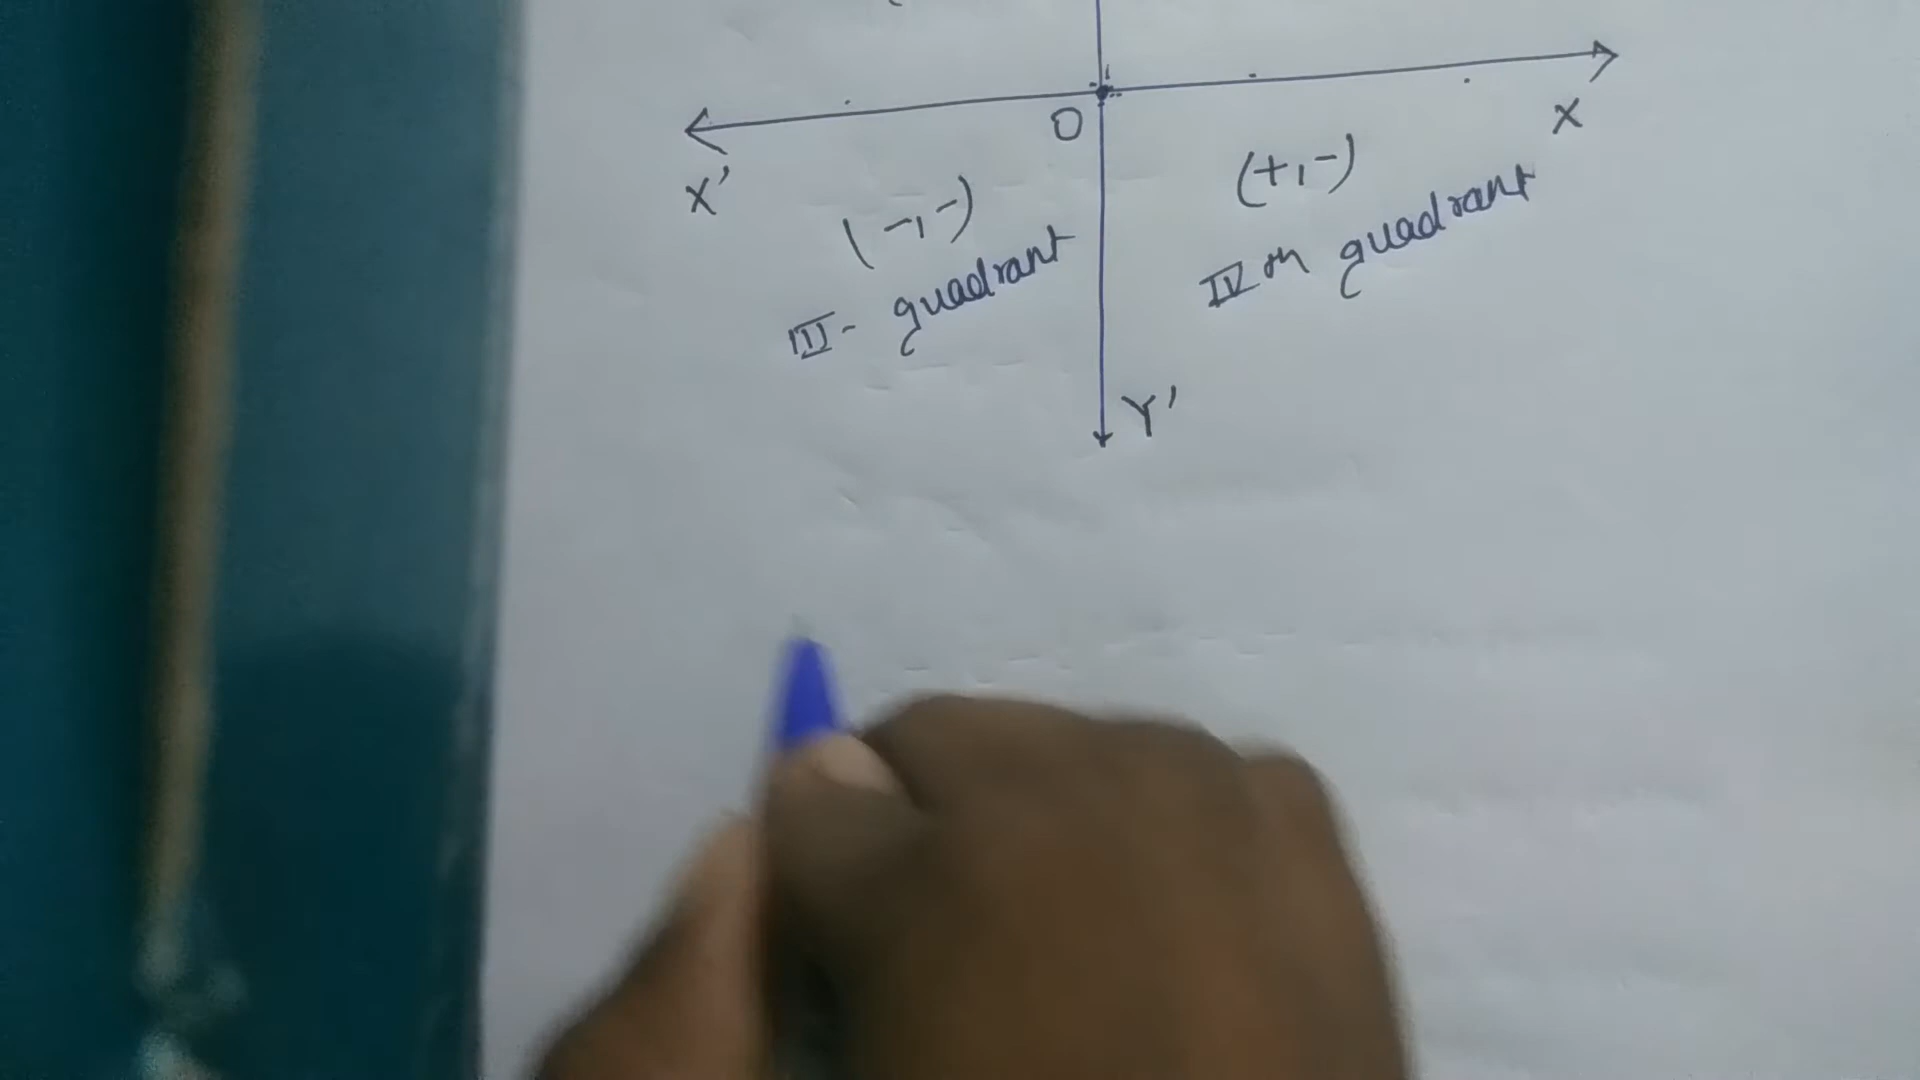 O
X
X'
(-,-)
(+,-)
III- quadrant
IV th quadrant
Y'